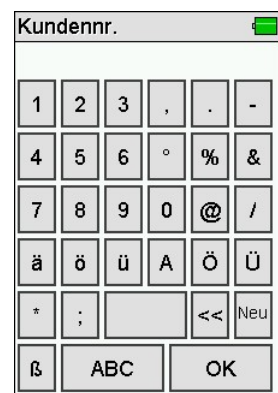 Kundennr.
1 2 3 , . -
4 5 6 ° % &
7 8 9 0 @ /
ä ö ü A Ö Ü
* ; << Neu
ß ABC OK